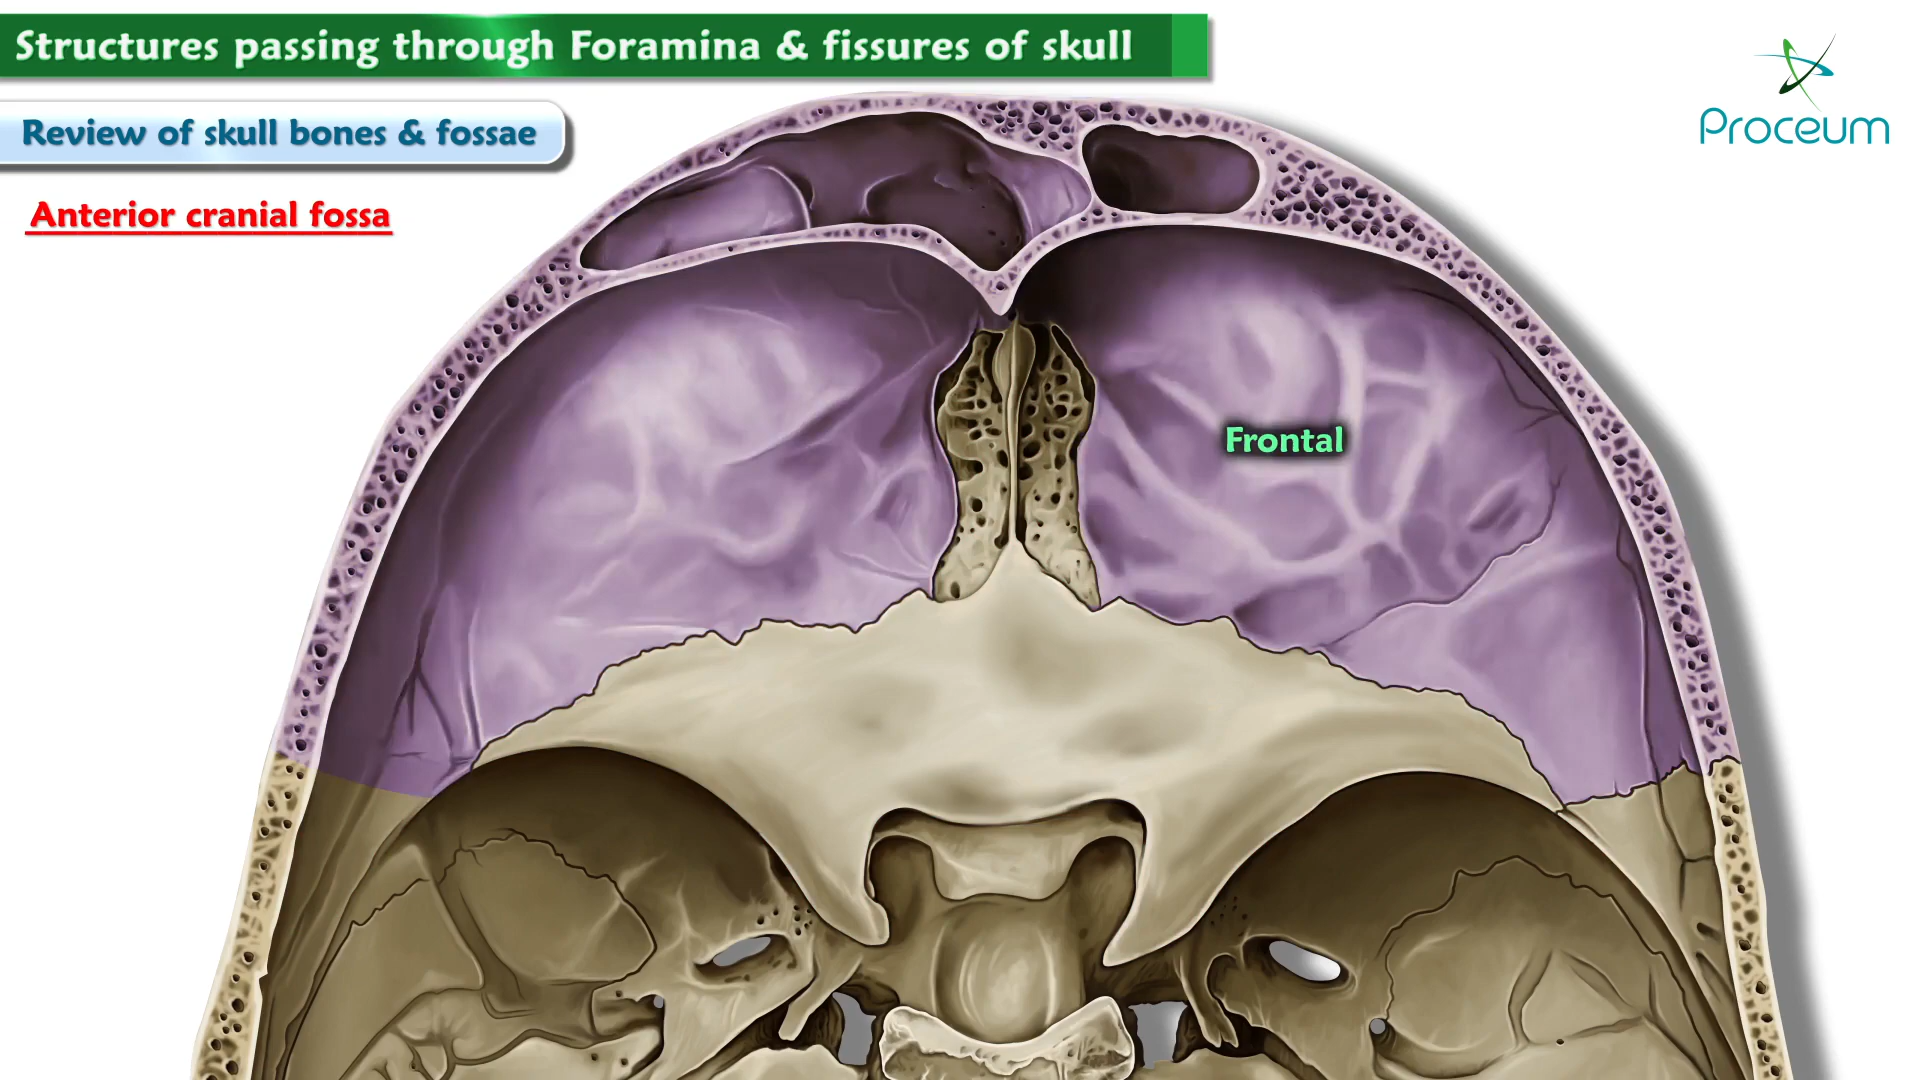 Structures passing through Foramina & fissures of skull
Review of skull bones & fossae
Anterior cranial fossa
Proceum
Frontal